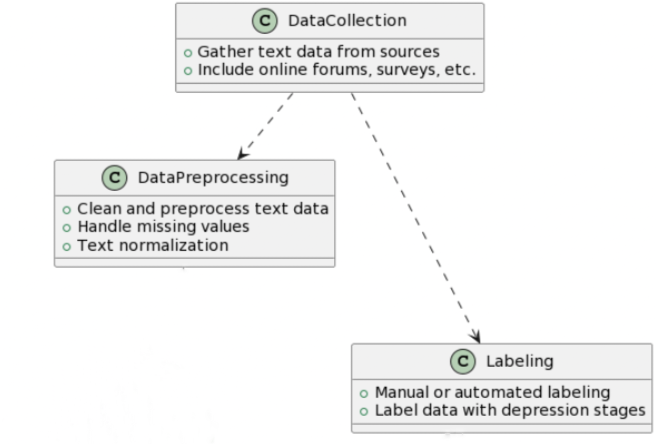 C DataCollection
Gather text data from sources
Include online forums, surveys, etc.
C DataPreprocessing
Clean and preprocess text data
Handle missing values
Text normalization
C Labeling
Manual or automated labeling
Label data with depression stages